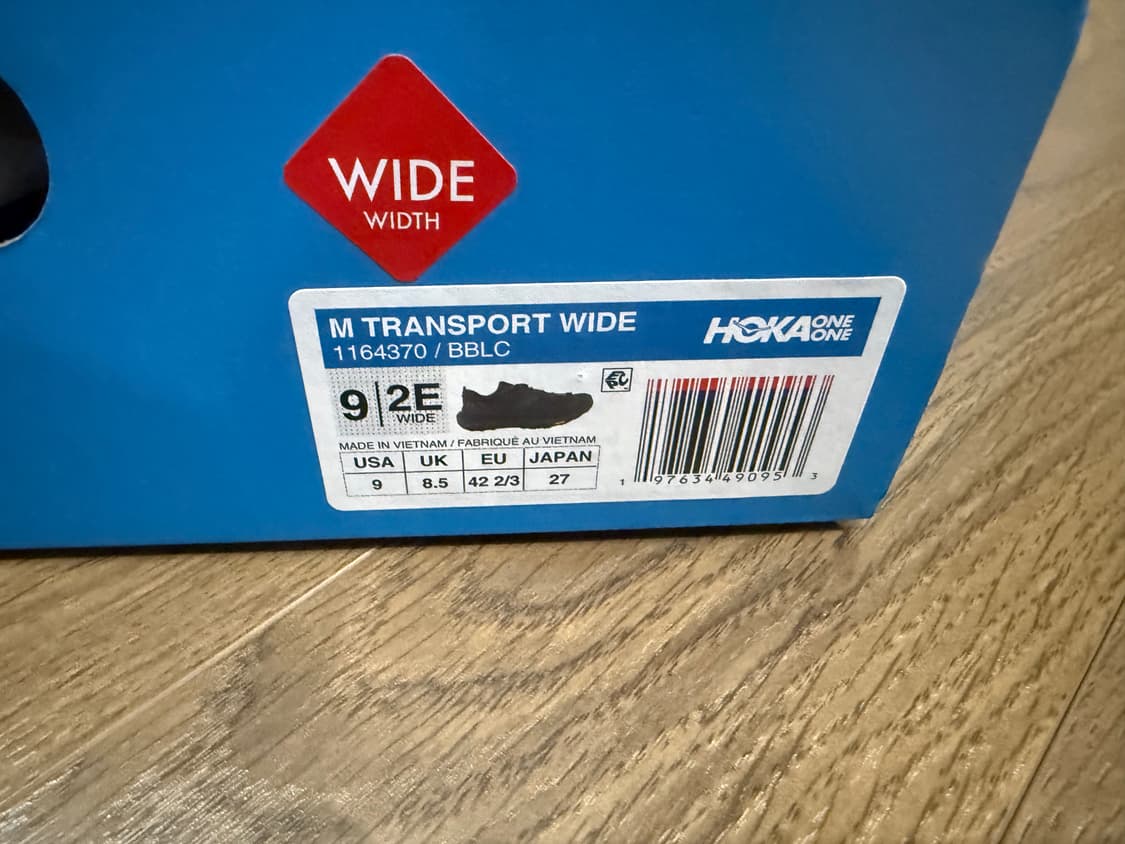 WIDE
WIDTH
M TRANSPORT WIDE
1164370 / BBLC
HOKA ONE ONE
9 | 2E
WIDE
MADE IN VIETNAM / FABRIQUÉ AU VIETNAM
USA UK EU JAPAN
9 8.5 42 2/3 27
1 97634 49095 3